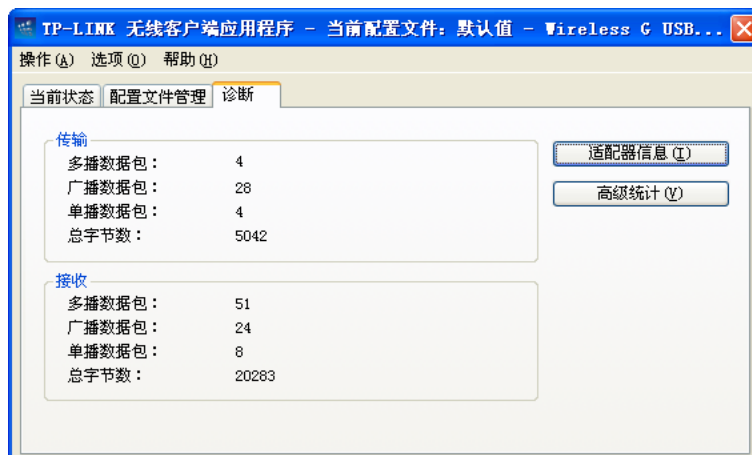 TP-LINK 无线客户端应用程序 - 当前配置文件: 默认值 - Wireless G USB...
操作(A) 选项(O) 帮助(H)
当前状态 配置文件管理 诊断
传输
多播数据包： 4
广播数据包： 28
单播数据包： 4
总字节数： 5042
适配器信息(I)
高级统计(V)
接收
多播数据包： 51
广播数据包： 24
单播数据包： 8
总字节数： 20283